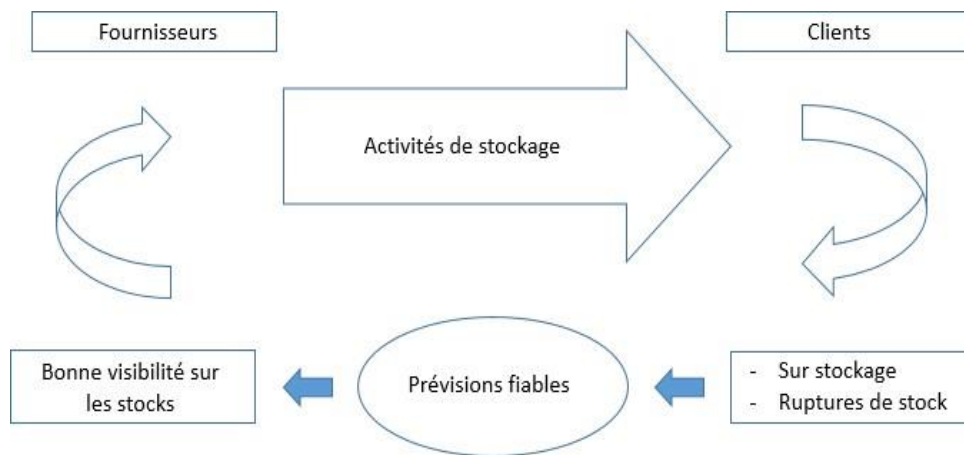 Fournisseurs
Clients
Activités de stockage
Bonne visibilité sur
les stocks
Prévisions fiables
- Sur stockage
- Ruptures de stock